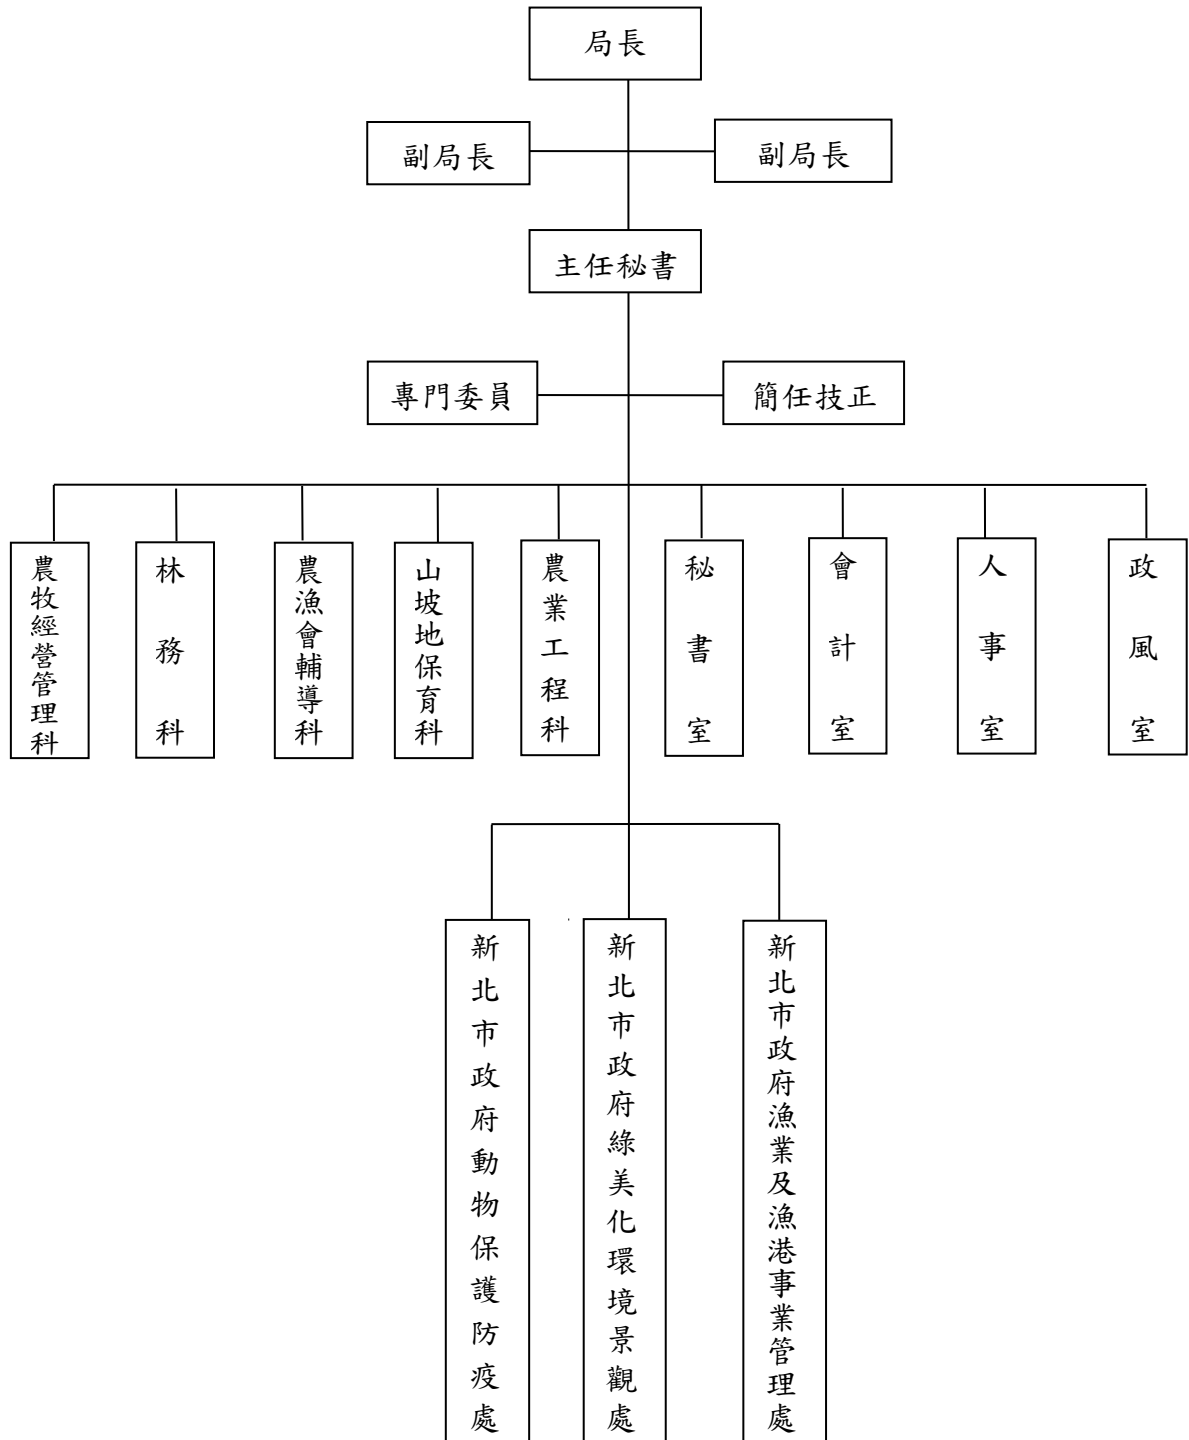 局長
副局長
副局長
主任秘書
專門委員
簡任技正
農牧經營管理科
林務科
農漁會輔導科
山坡地保育科
農業工程科
秘書室
會計室
人事室
政風室
新北市政府動物保護防疫處
新北市政府綠美化環境景觀處
新北市政府漁業及漁港事業管理處